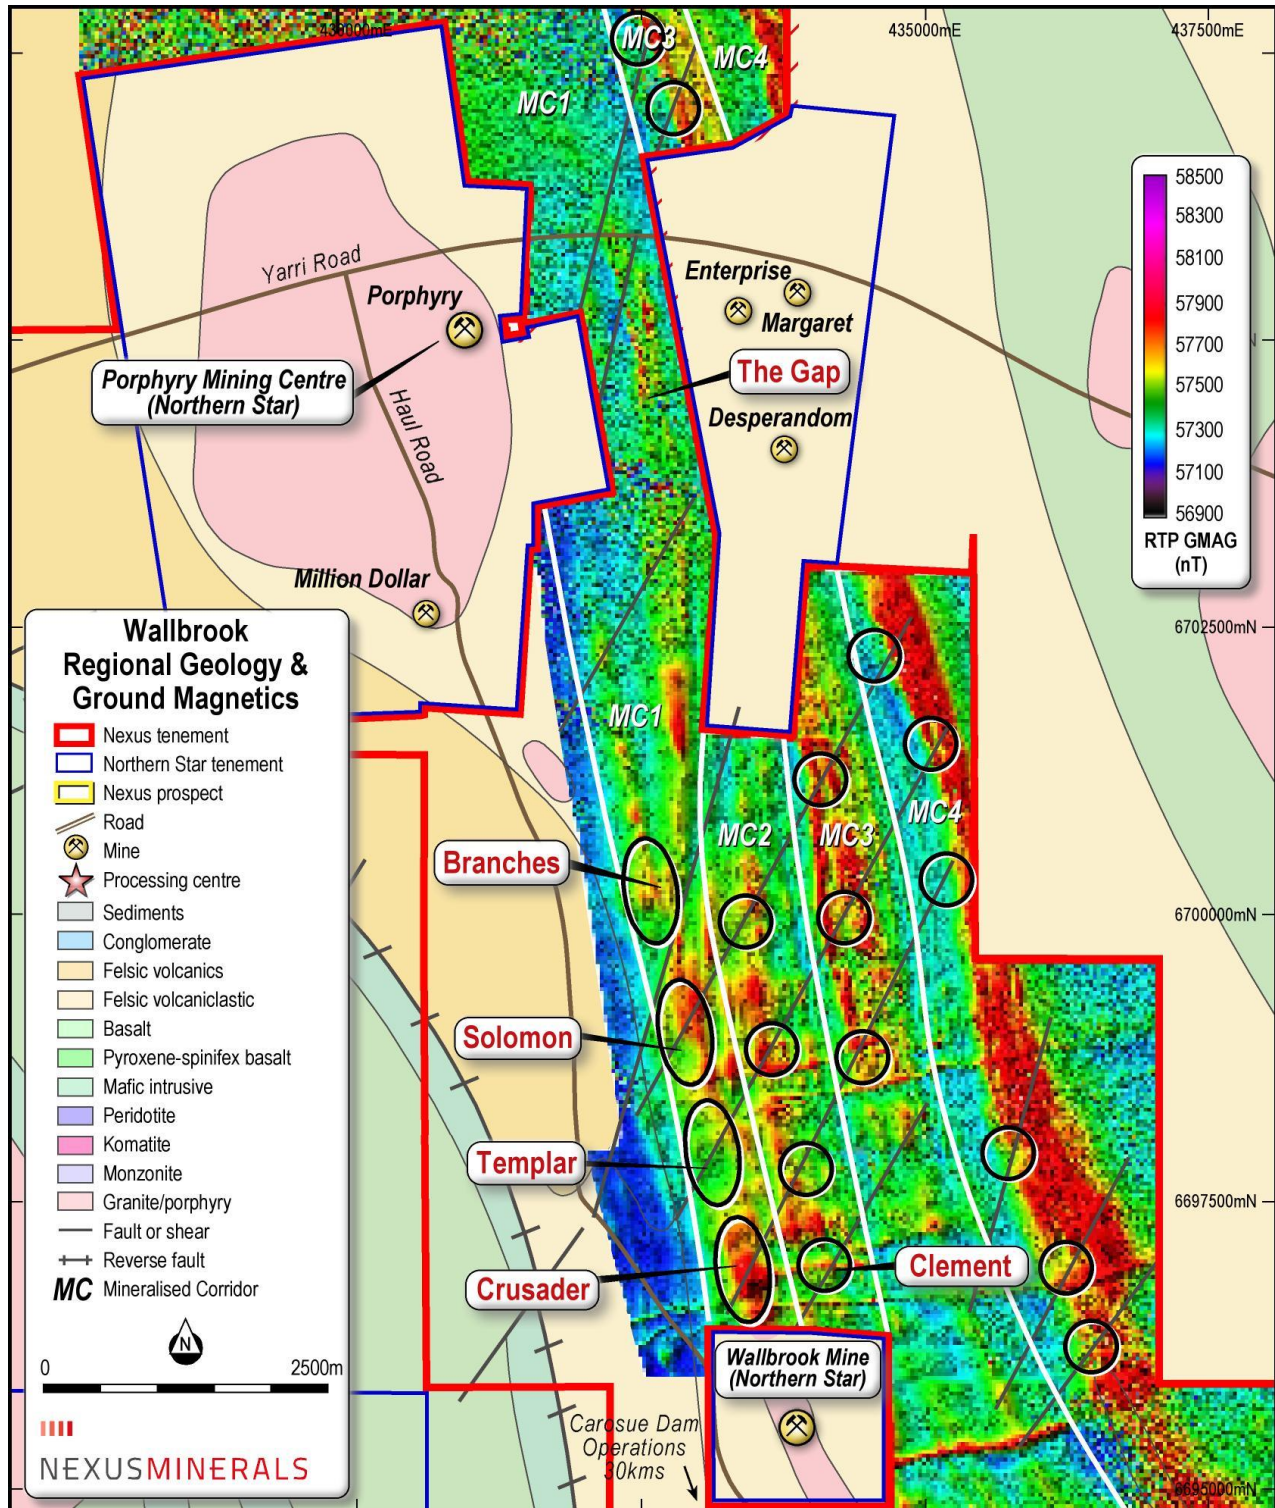 430000mE
435000mE
437500mE
MC3
MC4
MC1
58500
58300
58100
57900
57700
57500
57300
57100
56900
RTP GMAG
(nT)
Yarri Road
Porphyry
Enterprise
Margaret
Porphyry Mining Centre
(Northern Star)
The Gap
Haul Road
Desperandom
N
Million Dollar
6702500mN
Wallbrook
Regional Geology &
Ground Magnetics
Nexus tenement
Northern Star tenement
Nexus prospect
Road
Mine
Processing centre
Sediments
Conglomerate
Felsic volcanics
Felsic volcaniclastic
Basalt
Pyroxene-spinifex basalt
Mafic intrusive
Peridotite
Komatite
Monzonite
Granite/porphyry
Fault or shear
Reverse fault
MC Mineralised Corridor
N
0 2500m
NEXUSMINERALS
MC1
MC2
MC3
MC4
Branches
6700000mN
Solomon
Templar
6697500mN
Crusader
Clement
Wallbrook Mine
(Northern Star)
Carosue Dam
Operations
30kms
6695000mN